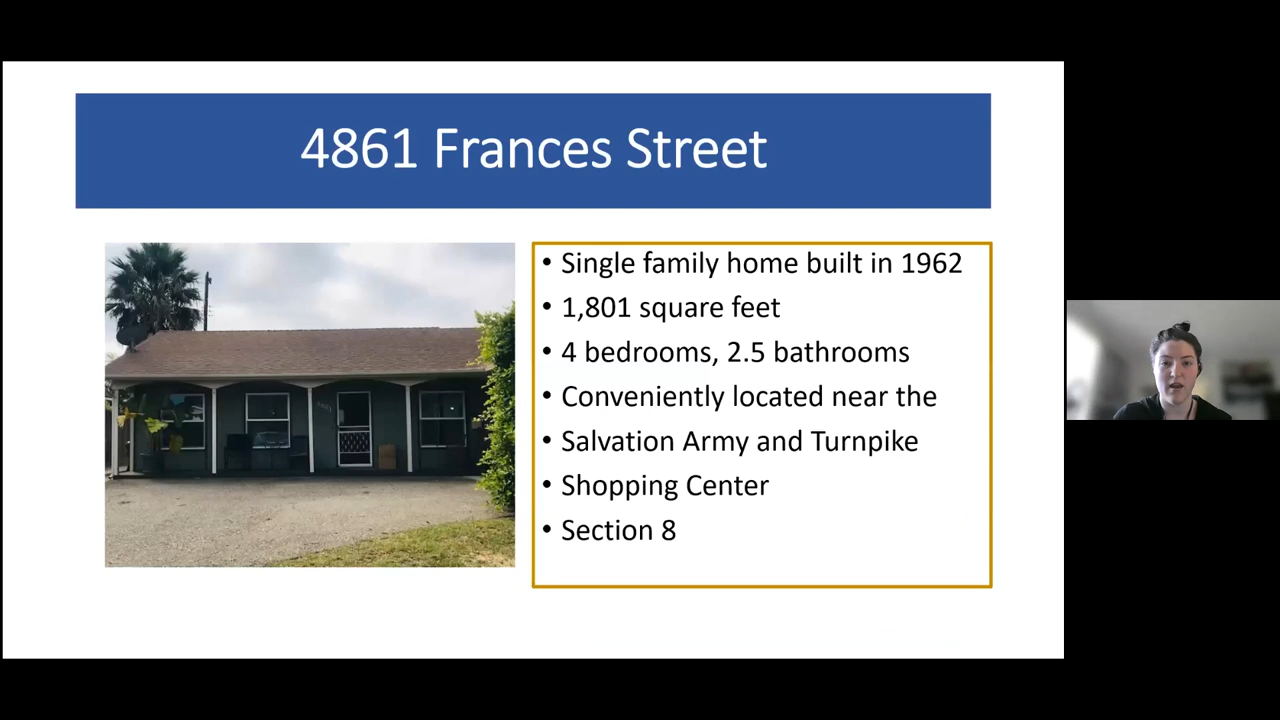 4861 Frances Street
• Single family home built in 1962
• 1,801 square feet
• 4 bedrooms, 2.5 bathrooms
• Conveniently located near the
• Salvation Army and Turnpike
• Shopping Center
• Section 8